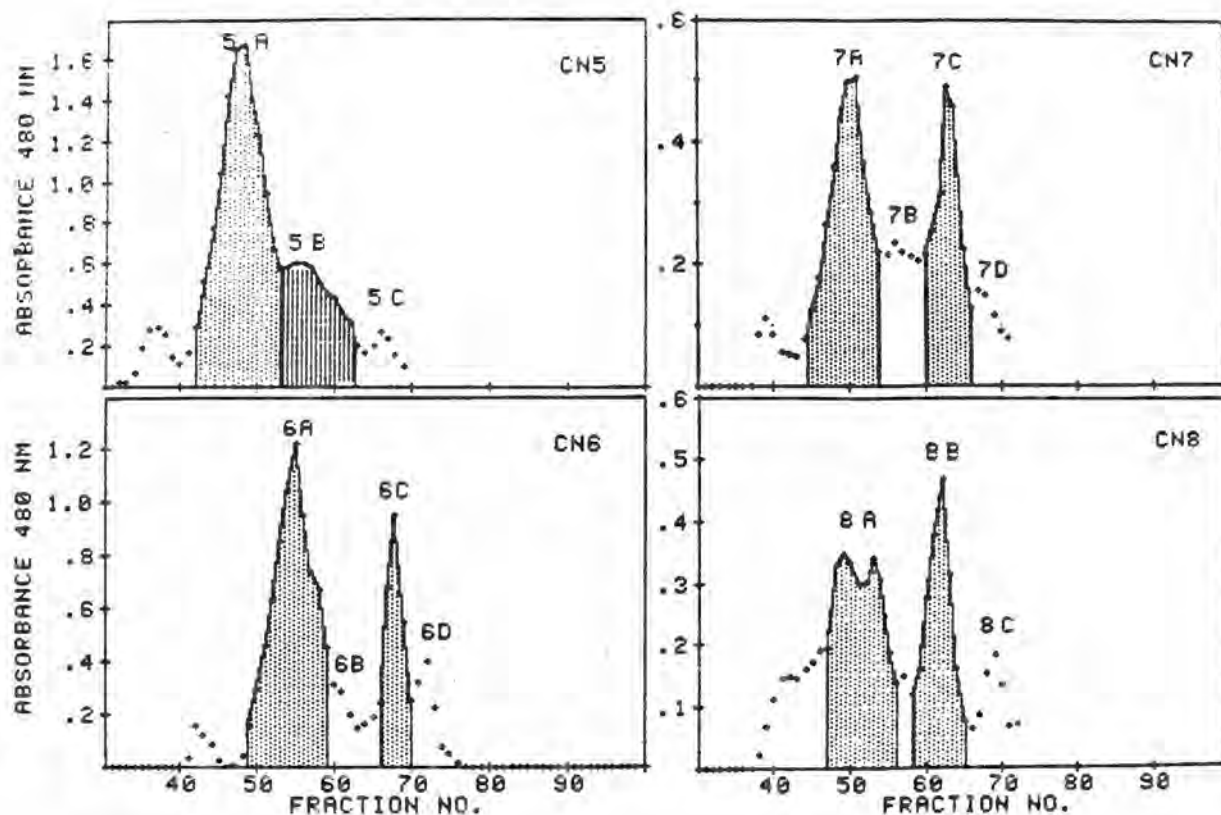 ABSORBANCE 480 NM
1.6
1.4
1.2
1.0
.8
.6
.4
.2
5 A
5 B
5 C
CN5
.6
.4
.2
7A
7B
7C
7D
CN7
ABSORBANCE 480 NM
1.2
1.0
.8
.6
.4
.2
6A
6B
6C
6D
CN6
40 50 60 70 80 90
FRACTION NO.
.6
.5
.4
.3
.2
.1
8 A
8 B
8 C
CN8
40 50 60 70 80 90
FRACTION NO.